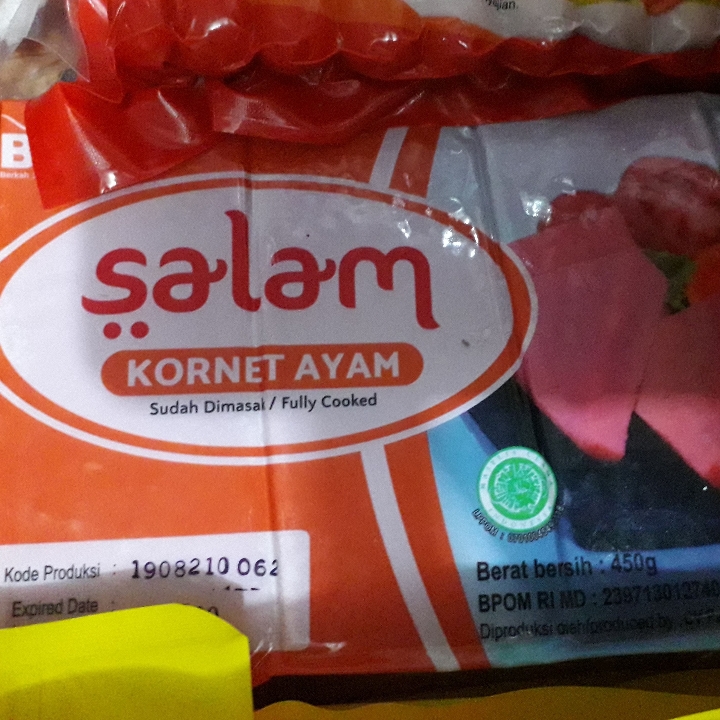 salam
KORNET AYAM
Sudah Dimasak / Fully Cooked
Kode Produksi : 1908210 062
Expired Date :
Berat bersih : 450g
BPOM RI MD :
Diproduksi oleh/produced by :